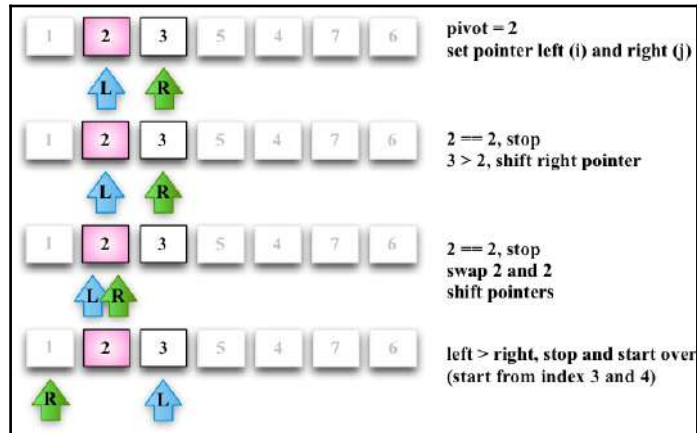 1 2 3 5 4 7 6
pivot = 2
set pointer left (i) and right (j)
L R
1 2 3 5 4 7 6
2 == 2, stop
3 > 2, shift right pointer
L R
1 2 3 5 4 7 6
2 == 2, stop
swap 2 and 2
shift pointers
L R
1 2 3 5 4 7 6
left > right, stop and start over
(start from index 3 and 4)
R L